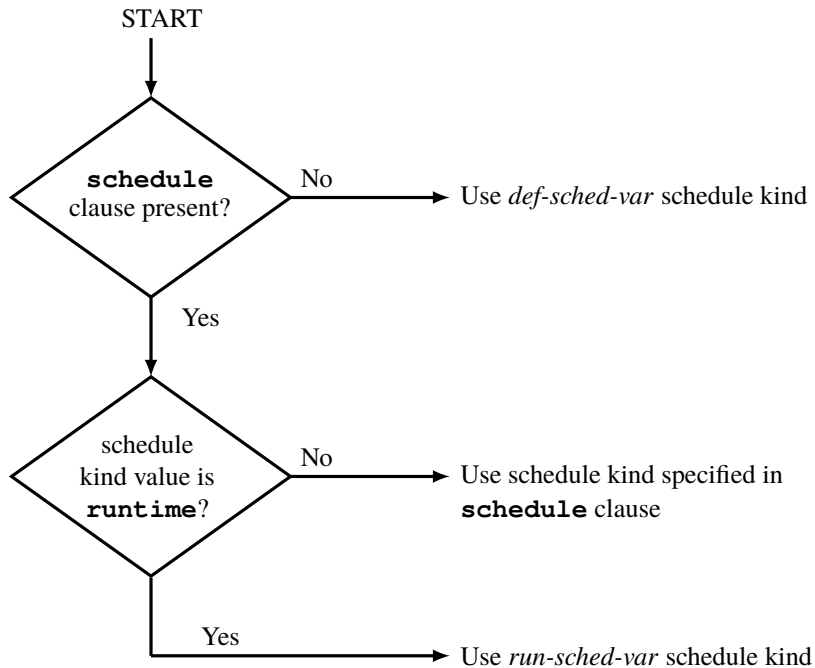 START
schedule
clause present?
No
Use def-sched-var schedule kind
Yes
schedule
kind value is
runtime?
No
Use schedule kind specified in
schedule clause
Yes
Use run-sched-var schedule kind